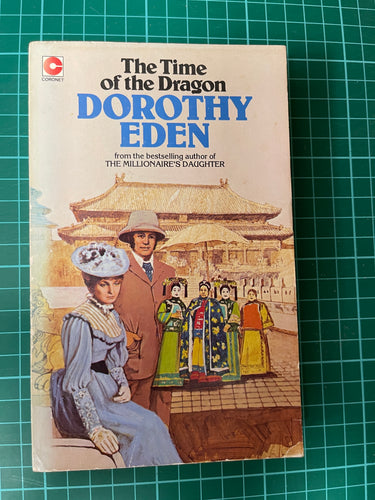 CORONET
The Time
of the Dragon
DOROTHY
EDEN
from the bestselling author of
THE MILLIONAIRE'S DAUGHTER